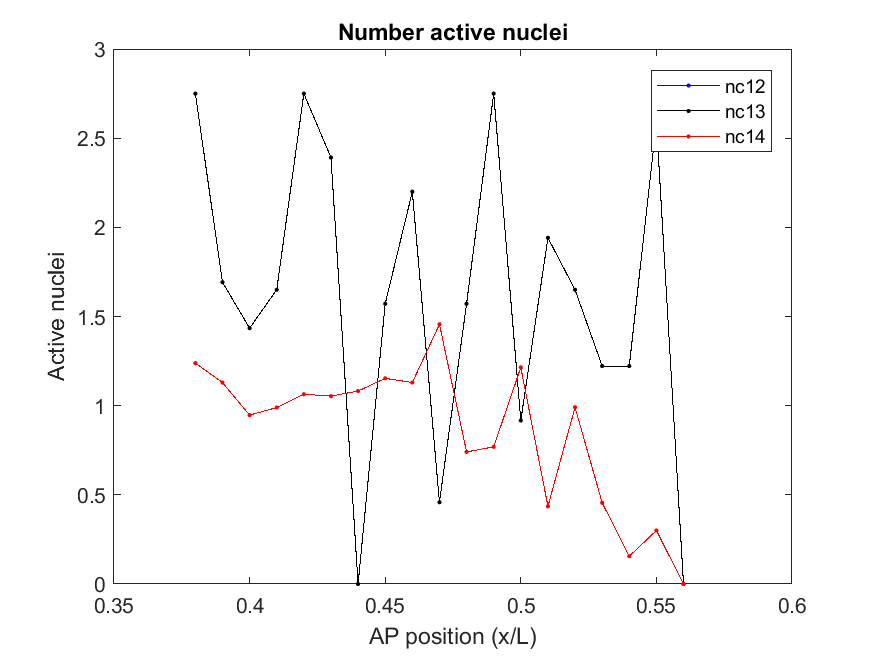 Number active nuclei
3
2.5
2
1.5
1
0.5
0
Active nuclei
0.35
0.4
0.45
0.5
0.55
0.6
AP position (x/L)
nc12
nc13
nc14